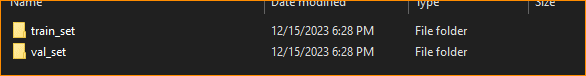 Name Date modified Type Size
train_set 12/15/2023 6:28 PM File folder
val_set 12/15/2023 6:28 PM File folder